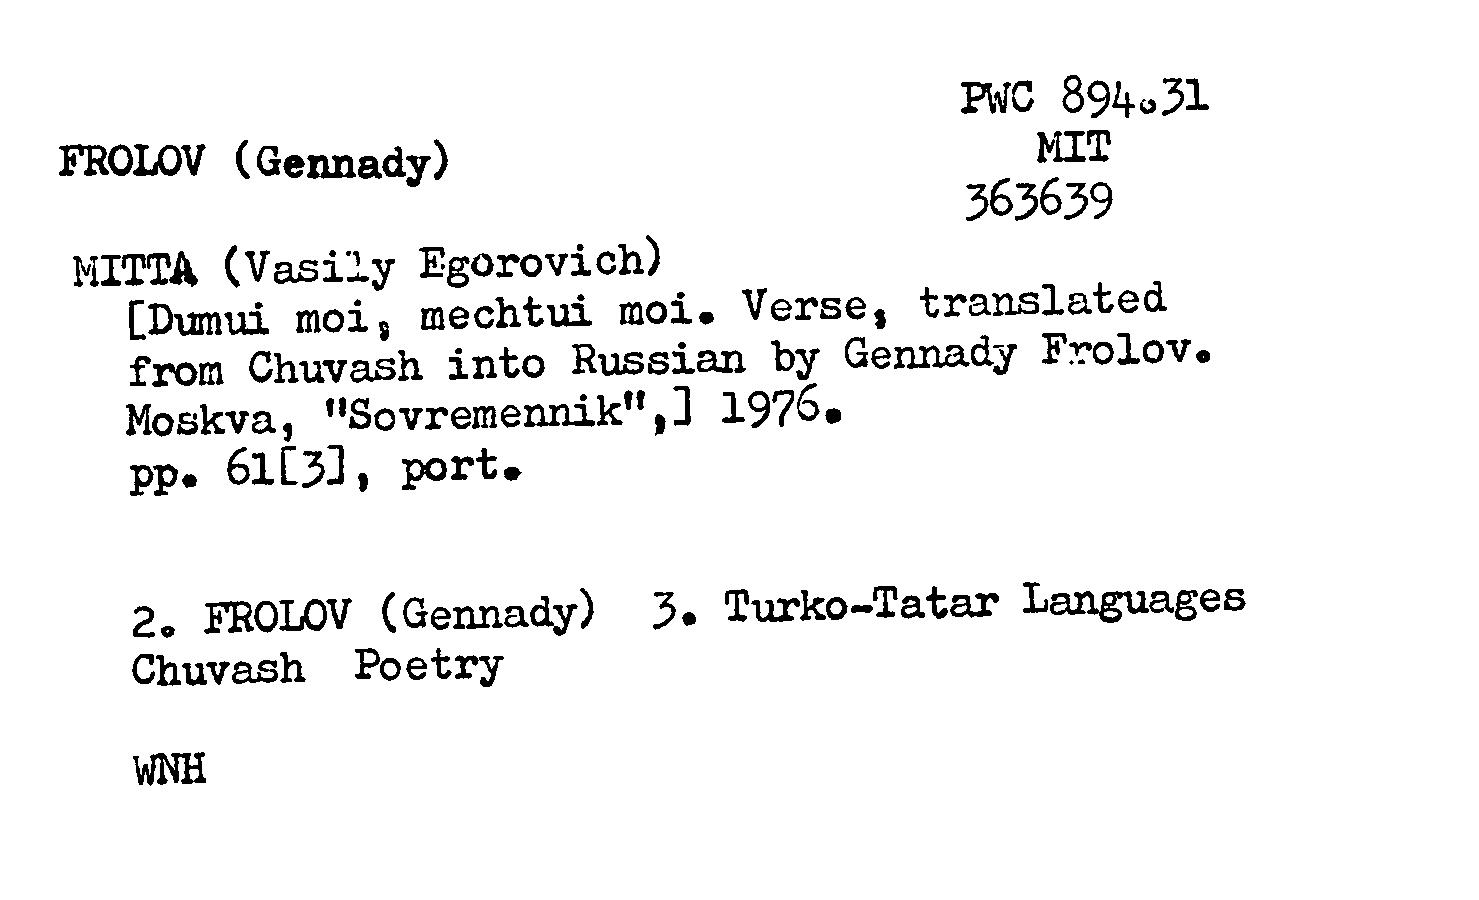 PWC 894.31
MIT
363639
FROLOV (Gennady)
MITTA (Vasily Egorovich)
[Dumui moi, mechtui moi. Verse, translated
from Chuvash into Russian by Gennady Frolov.
Moskva, "Sovremennik",] 1976.
pp. 61[3], port.
2. FROLOV (Gennady) 3. Turko-Tatar Languages
Chuvash Poetry
WNH